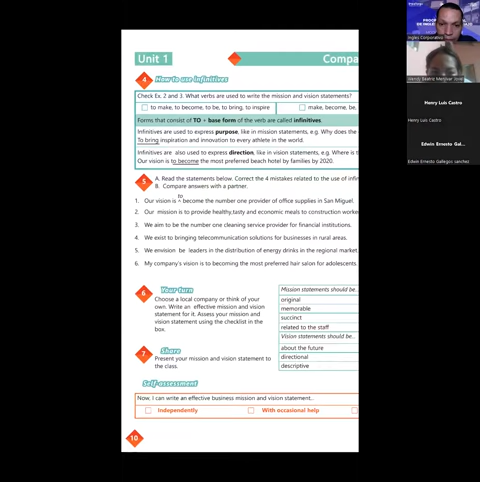 Unit 1
Compa
4 How to use infinitives
Check Ex. 2 and 3. What verbs are used to write the mission and vision statements?
to make, to become, to be, to bring, to inspire
make, become, be,
Forms that consist of TO + base form of the verb are called infinitives.
Infinitives are used to express purpose, like in mission statements, e.g. Why does the
To bring inspiration and innovation to every athlete in the world.
Infinitives are also used to express direction, like in vision statements, e.g. Where is t
Our vision is to become the most preferred beach hotel by families by 2020.
5 A. Read the statements below. Correct the 4 mistakes related to the use of infin
B. Compare answers with a partner.
to
1. Our vision is ^ become the number one provider of office supplies in San Miguel
2. Our mission is to provide healthy,tasty and economic meals to construction worke
3. We aim to be the number one cleaning service provider for financial institutions.
4. We exist to bringing telecommunication solutions for businesses in rural areas.
5. We envision be leaders in the distribution of energy drinks in the regional market.
6. My company's vision is to becoming the most preferred hair salon for adolescents
6 Your turn
Choose a local company or think of your
own. Write an effective mission and vision
statement for it. Assess your mission and
vision statement using the checklist in the
box.
Mission statements should be...
original
memorable
succinct
related to the staff
Vision statements should be...
about the future
directional
descriptive
7 Share
Present your mission and vision statement to
the class.
Self-assessment
Now, I can write an effective business mission and vision statement..
Independently
With occasional help
10
Ingles Corporativo
Henry Luis Castro
Henry Luis Castro
Edwin Ernesto Gal...
Edwin Ernesto Gallegos sanchez